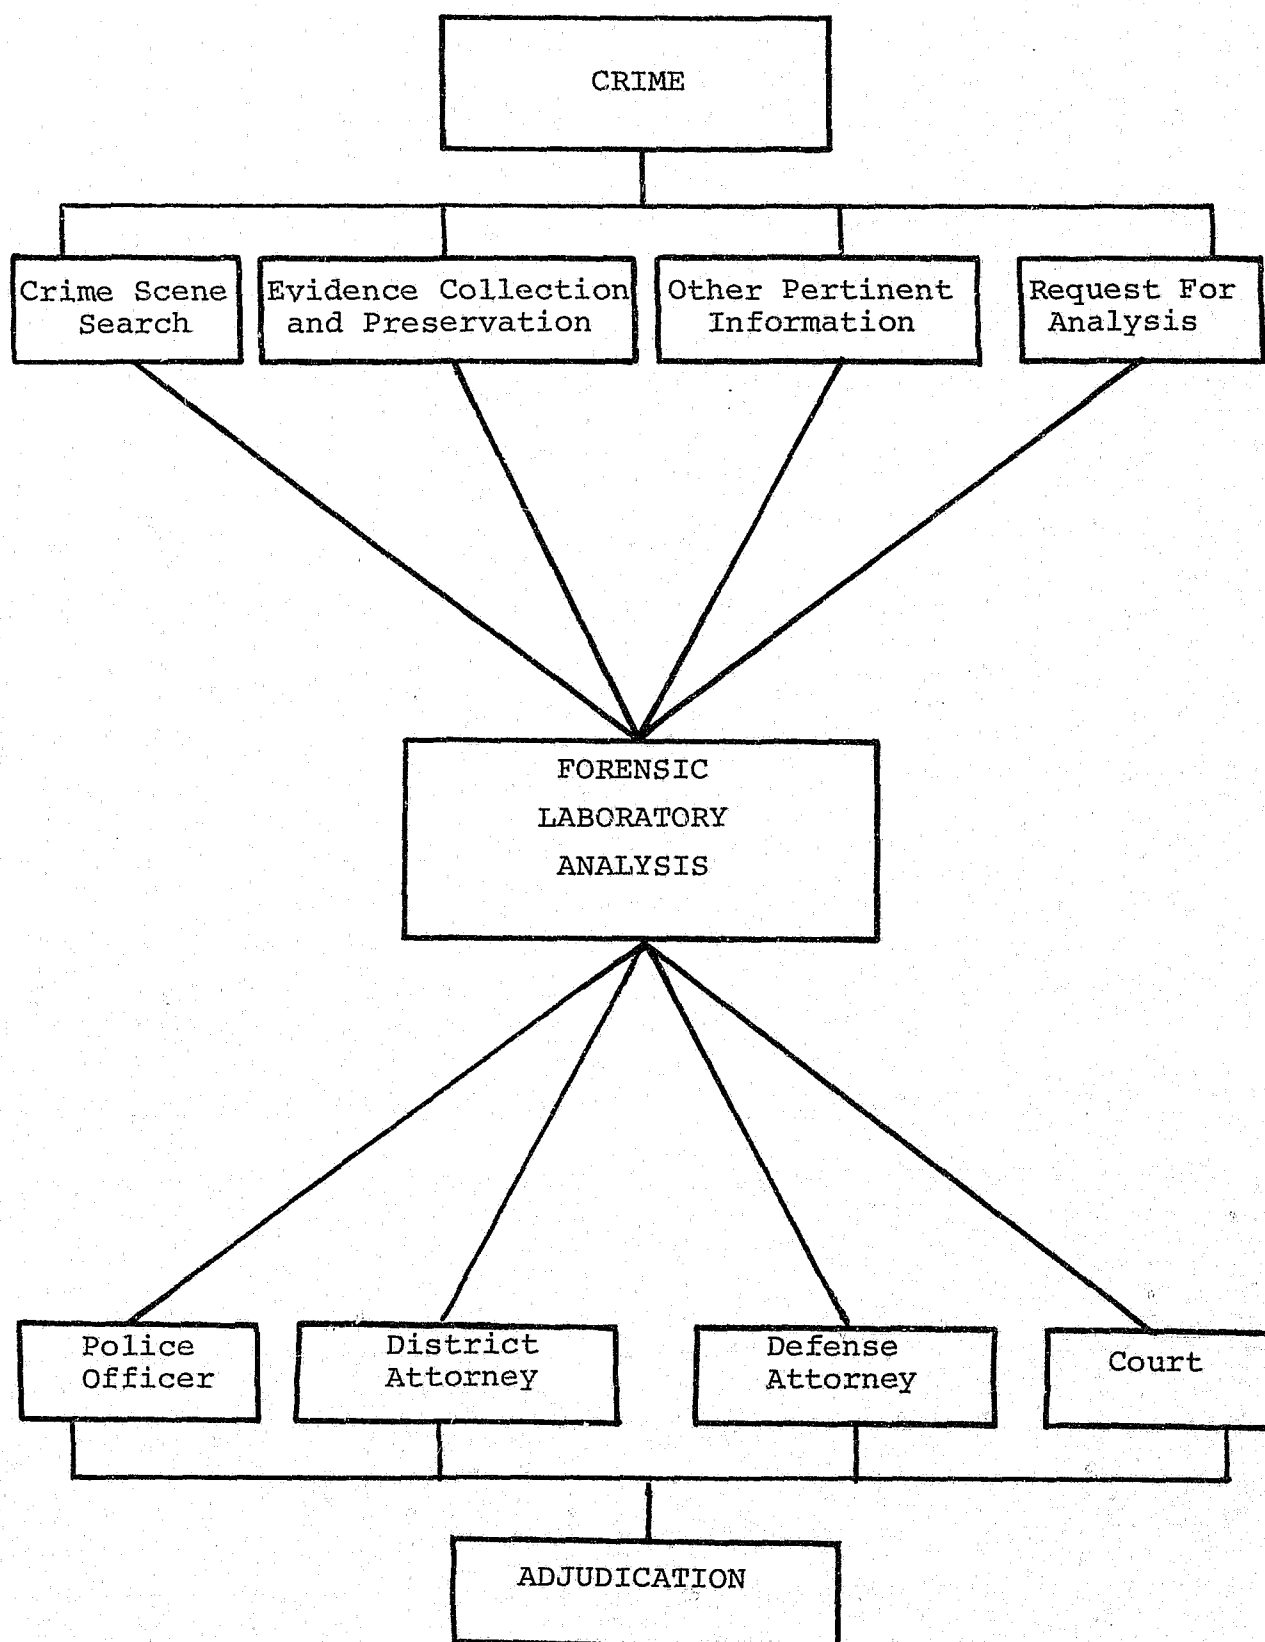 CRIME
Crime Scene
Search
Evidence Collection
and Preservation
Other Pertinent
Information
Request For
Analysis
FORENSIC
LABORATORY
ANALYSIS
Police
Officer
District
Attorney
Defense
Attorney
Court
ADJUDICATION